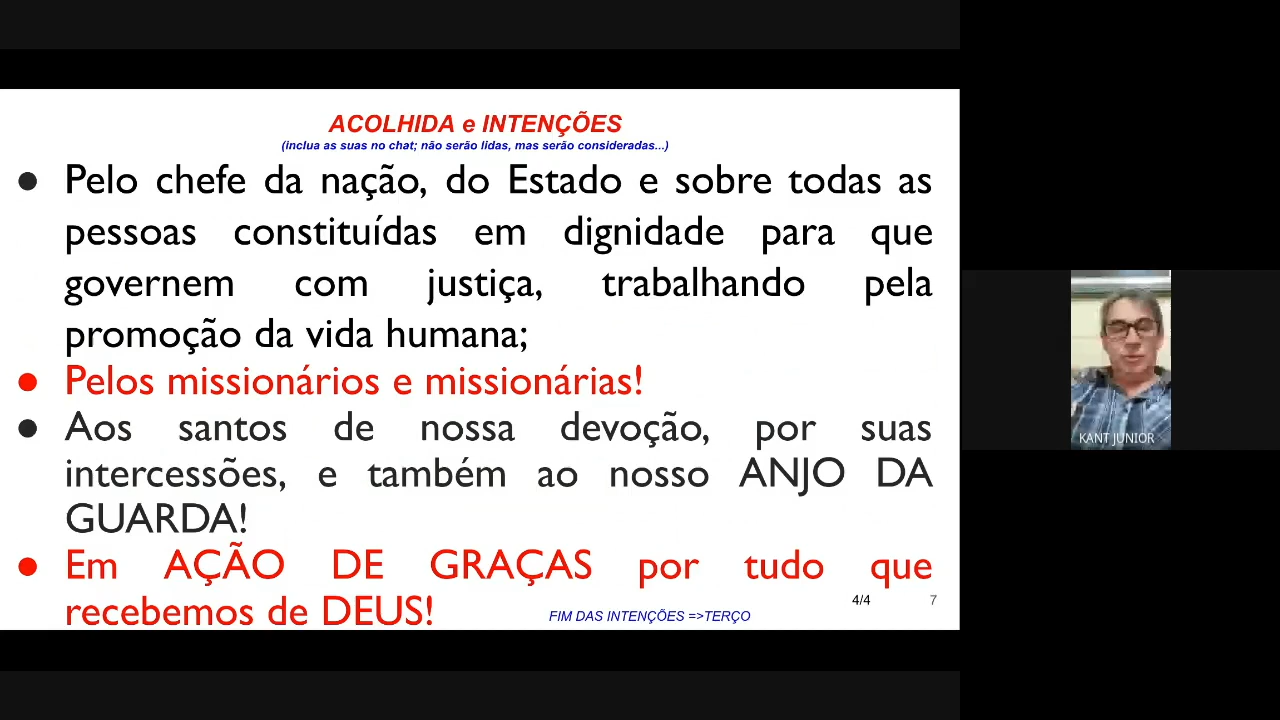 ACOLHIDA e INTENÇÕES
(inclua as suas no chat; não serão lidas, mas serão consideradas...)
● Pelo chefe da nação, do Estado e sobre todas as
pessoas constituídas em dignidade para que
governem com justiça, trabalhando pela
promoção da vida humana;
● Pelos missionários e missionárias!
● Aos santos de nossa devoção, por suas
intercessões, e também ao nosso ANJO DA
GUARDA!
● Em AÇÃO DE GRAÇAS por tudo que
recebemos de DEUS!
FIM DAS INTENÇÕES =>TERÇO
4/4
7
KANT JUNIOR